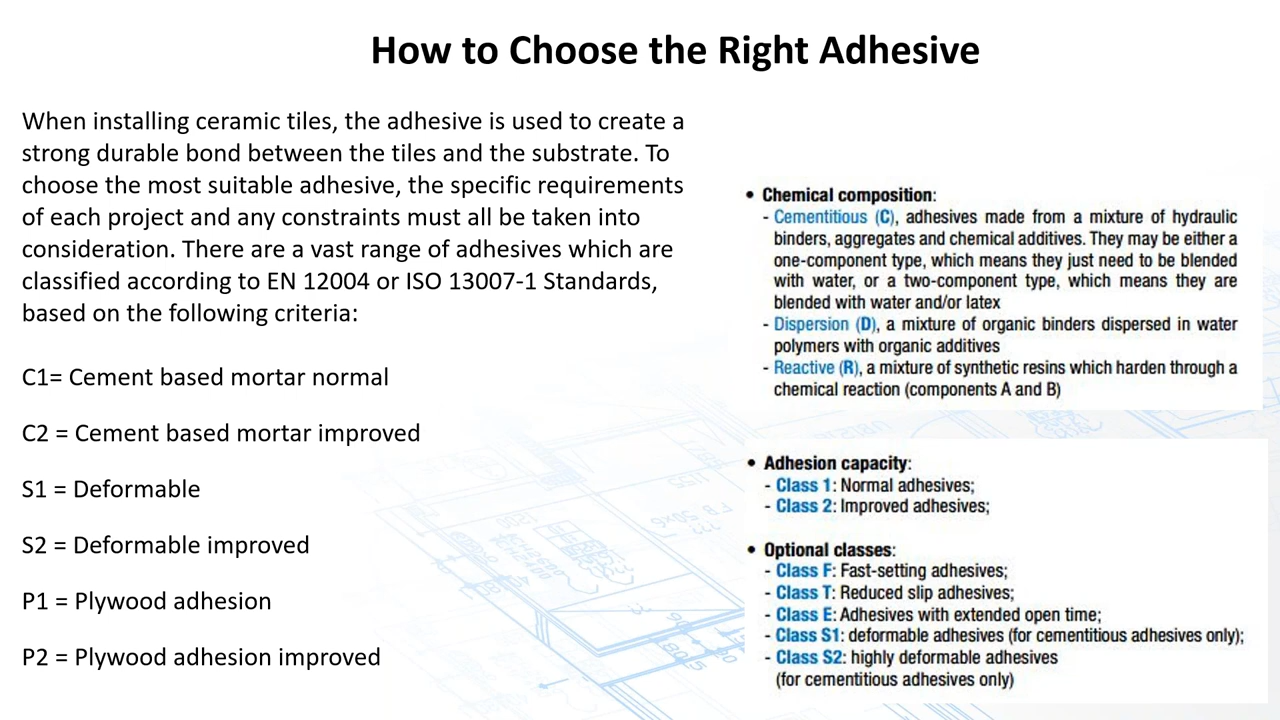 How to Choose the Right Adhesive
When installing ceramic tiles, the adhesive is used to create a
strong durable bond between the tiles and the substrate. To
choose the most suitable adhesive, the specific requirements
of each project and any constraints must all be taken into
consideration. There are a vast range of adhesives which are
classified according to EN 12004 or ISO 13007-1 Standards,
based on the following criteria:
C1= Cement based mortar normal
C2 = Cement based mortar improved
S1 = Deformable
S2 = Deformable improved
P1 = Plywood adhesion
P2 = Plywood adhesion improved
• Chemical composition:
- Cementitious (C), adhesives made from a mixture of hydraulic
binders, aggregates and chemical additives. They may be either a
one-component type, which means they just need to be blended
with water, or a two-component type, which means they are
blended with water and/or latex
- Dispersion (D), a mixture of organic binders dispersed in water
polymers with organic additives
- Reactive (R), a mixture of synthetic resins which harden through a
chemical reaction (components A and B)
• Adhesion capacity:
- Class 1: Normal adhesives;
- Class 2: Improved adhesives;
• Optional classes:
- Class F: Fast-setting adhesives;
- Class T: Reduced slip adhesives;
- Class E: Adhesives with extended open time;
- Class S1: deformable adhesives (for cementitious adhesives only);
- Class S2: highly deformable adhesives
(for cementitious adhesives only)